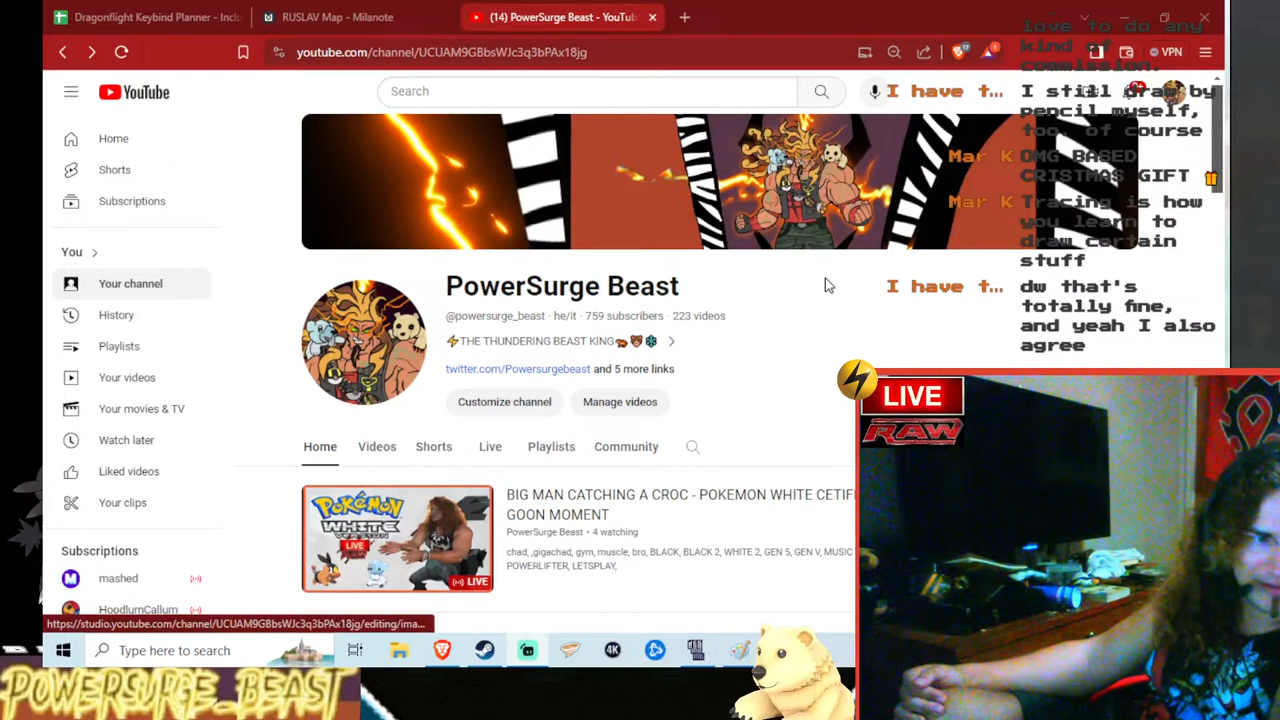 Dragonflight Keybind Planner - Inclu
RUSLAV Map - Milanote
(14) PowerSurge Beast - YouTu
youtube.com/channel/UCUAM9GBbsWJc3q3bPAx18jg
VPN
YouTube
Search
Home
Shorts
Subscriptions
You
Your channel
History
Playlists
Your videos
Your movies & TV
Watch later
Liked videos
Your clips
Subscriptions
mashed
HoodlumCallum
PowerSurge Beast
@powersurge_beast · he/it · 759 subscribers · 223 videos
⚡THE THUNDERING BEAST KING
twitter.com/Powersurgebeast and 5 more links
Customize channel
Manage videos
Home
Videos
Shorts
Live
Playlists
Community
POKéMON
WHITE
VERSION
LIVE
LIVE
BIG MAN CATCHING A CROC - POKEMON WHITE CETIF
GOON MOMENT
PowerSurge Beast • 4 watching
chad, ,gigachad, gym, muscle, bro, BLACK, BLACK 2, WHITE 2, GEN 5, GEN V, MUSIC
POWERLIFTER, LETSPLAY,
love to do any
kind of
commission.
I have t... I still draw by
pencil myself,
too, of course
Mar K OMG BASED
CRISTMAS GIFT
Mar K Tracing is how
you learn to
draw certain
stuff
I have t... dw that's
totally fine,
and yeah I also
agree
LIVE
RAW
https://studio.youtube.com/channel/UCUAM9GBbsWJc3q3bPAx18jg/editing/ima...
Type here to search
4K
POWERSURGE_BEAST